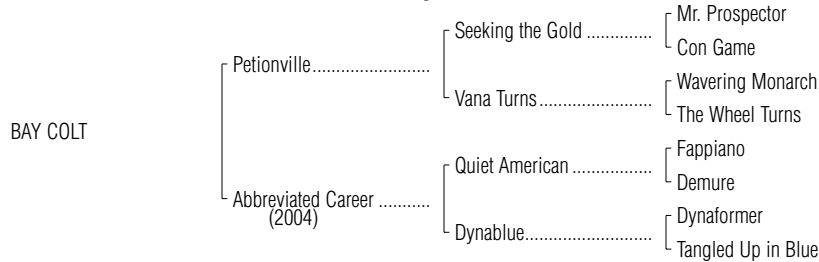 Mr. Prospector
Seeking the Gold ..............
Con Game
Petionville.........................
Wavering Monarch
Vana Turns........................
The Wheel Turns
BAY COLT
Fappiano
Quiet American .................
Demure
Abbreviated Career ...........
(2004)
Dynaformer
Dynablue...........................
Tangled Up in Blue